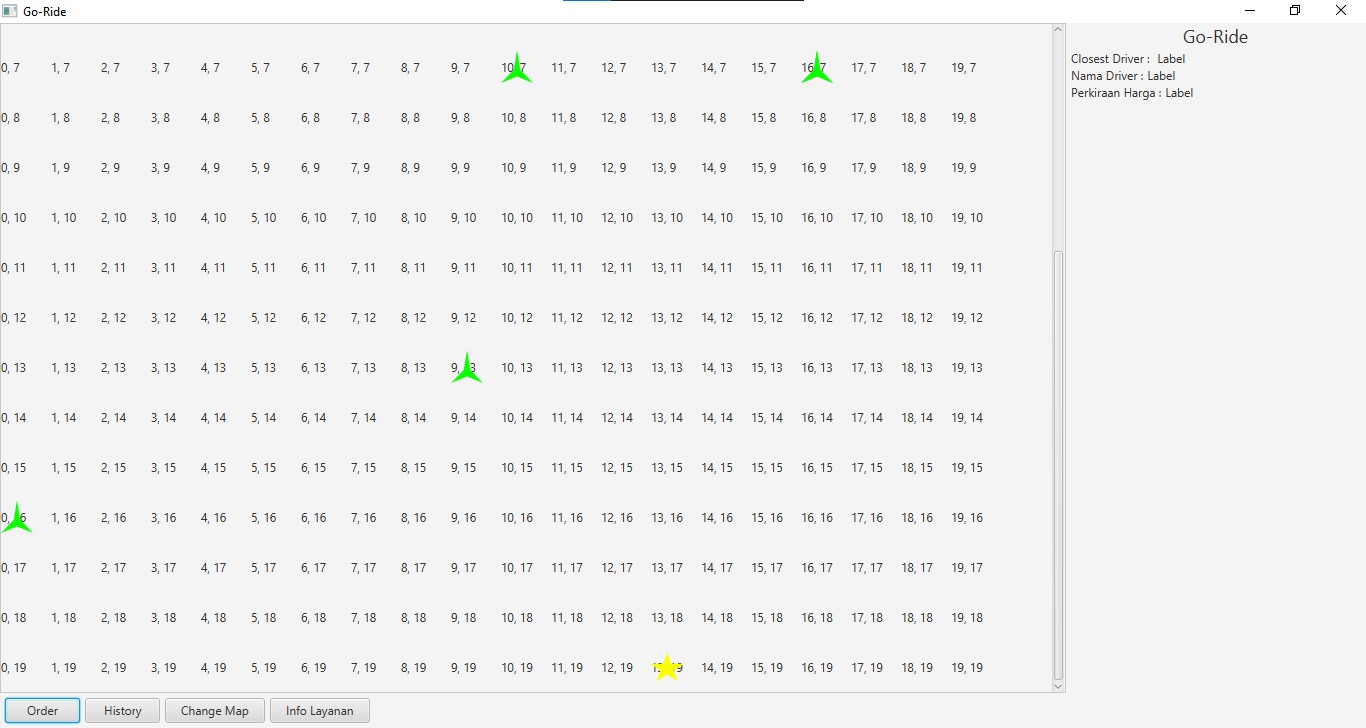 Go-Ride
0, 7 1, 7 2, 7 3, 7 4, 7 5, 7 6, 7 7, 7 8, 7 9, 7 10, 7 11, 7 12, 7 13, 7 14, 7 15, 7 16, 7 17, 7 18, 7 19, 7
0, 8 1, 8 2, 8 3, 8 4, 8 5, 8 6, 8 7, 8 8, 8 9, 8 10, 8 11, 8 12, 8 13, 8 14, 8 15, 8 16, 8 17, 8 18, 8 19, 8
0, 9 1, 9 2, 9 3, 9 4, 9 5, 9 6, 9 7, 9 8, 9 9, 9 10, 9 11, 9 12, 9 13, 9 14, 9 15, 9 16, 9 17, 9 18, 9 19, 9
0, 10 1, 10 2, 10 3, 10 4, 10 5, 10 6, 10 7, 10 8, 10 9, 10 10, 10 11, 10 12, 10 13, 10 14, 10 15, 10 16, 10 17, 10 18, 10 19, 10
0, 11 1, 11 2, 11 3, 11 4, 11 5, 11 6, 11 7, 11 8, 11 9, 11 10, 11 11, 11 12, 11 13, 11 14, 11 15, 11 16, 11 17, 11 18, 11 19, 11
0, 12 1, 12 2, 12 3, 12 4, 12 5, 12 6, 12 7, 12 8, 12 9, 12 10, 12 11, 12 12, 12 13, 12 14, 12 15, 12 16, 12 17, 12 18, 12 19, 12
0, 13 1, 13 2, 13 3, 13 4, 13 5, 13 6, 13 7, 13 8, 13 9, 13 10, 13 11, 13 12, 13 13, 13 14, 13 15, 13 16, 13 17, 13 18, 13 19, 13
0, 14 1, 14 2, 14 3, 14 4, 14 5, 14 6, 14 7, 14 8, 14 9, 14 10, 14 11, 14 12, 14 13, 14 14, 14 15, 14 16, 14 17, 14 18, 14 19, 14
0, 15 1, 15 2, 15 3, 15 4, 15 5, 15 6, 15 7, 15 8, 15 9, 15 10, 15 11, 15 12, 15 13, 15 14, 15 15, 15 16, 15 17, 15 18, 15 19, 15
0, 16 1, 16 2, 16 3, 16 4, 16 5, 16 6, 16 7, 16 8, 16 9, 16 10, 16 11, 16 12, 16 13, 16 14, 16 15, 16 16, 16 17, 16 18, 16 19, 16
0, 17 1, 17 2, 17 3, 17 4, 17 5, 17 6, 17 7, 17 8, 17 9, 17 10, 17 11, 17 12, 17 13, 17 14, 17 15, 17 16, 17 17, 17 18, 17 19, 17
0, 18 1, 18 2, 18 3, 18 4, 18 5, 18 6, 18 7, 18 8, 18 9, 18 10, 18 11, 18 12, 18 13, 18 14, 18 15, 18 16, 18 17, 18 18, 18 19, 18
0, 19 1, 19 2, 19 3, 19 4, 19 5, 19 6, 19 7, 19 8, 19 9, 19 10, 19 11, 19 12, 19 13, 19 14, 19 15, 19 16, 19 17, 19 18, 19 19, 19
Go-Ride
Closest Driver : Label
Nama Driver : Label
Perkiraan Harga : Label
Order History Change Map Info Layanan